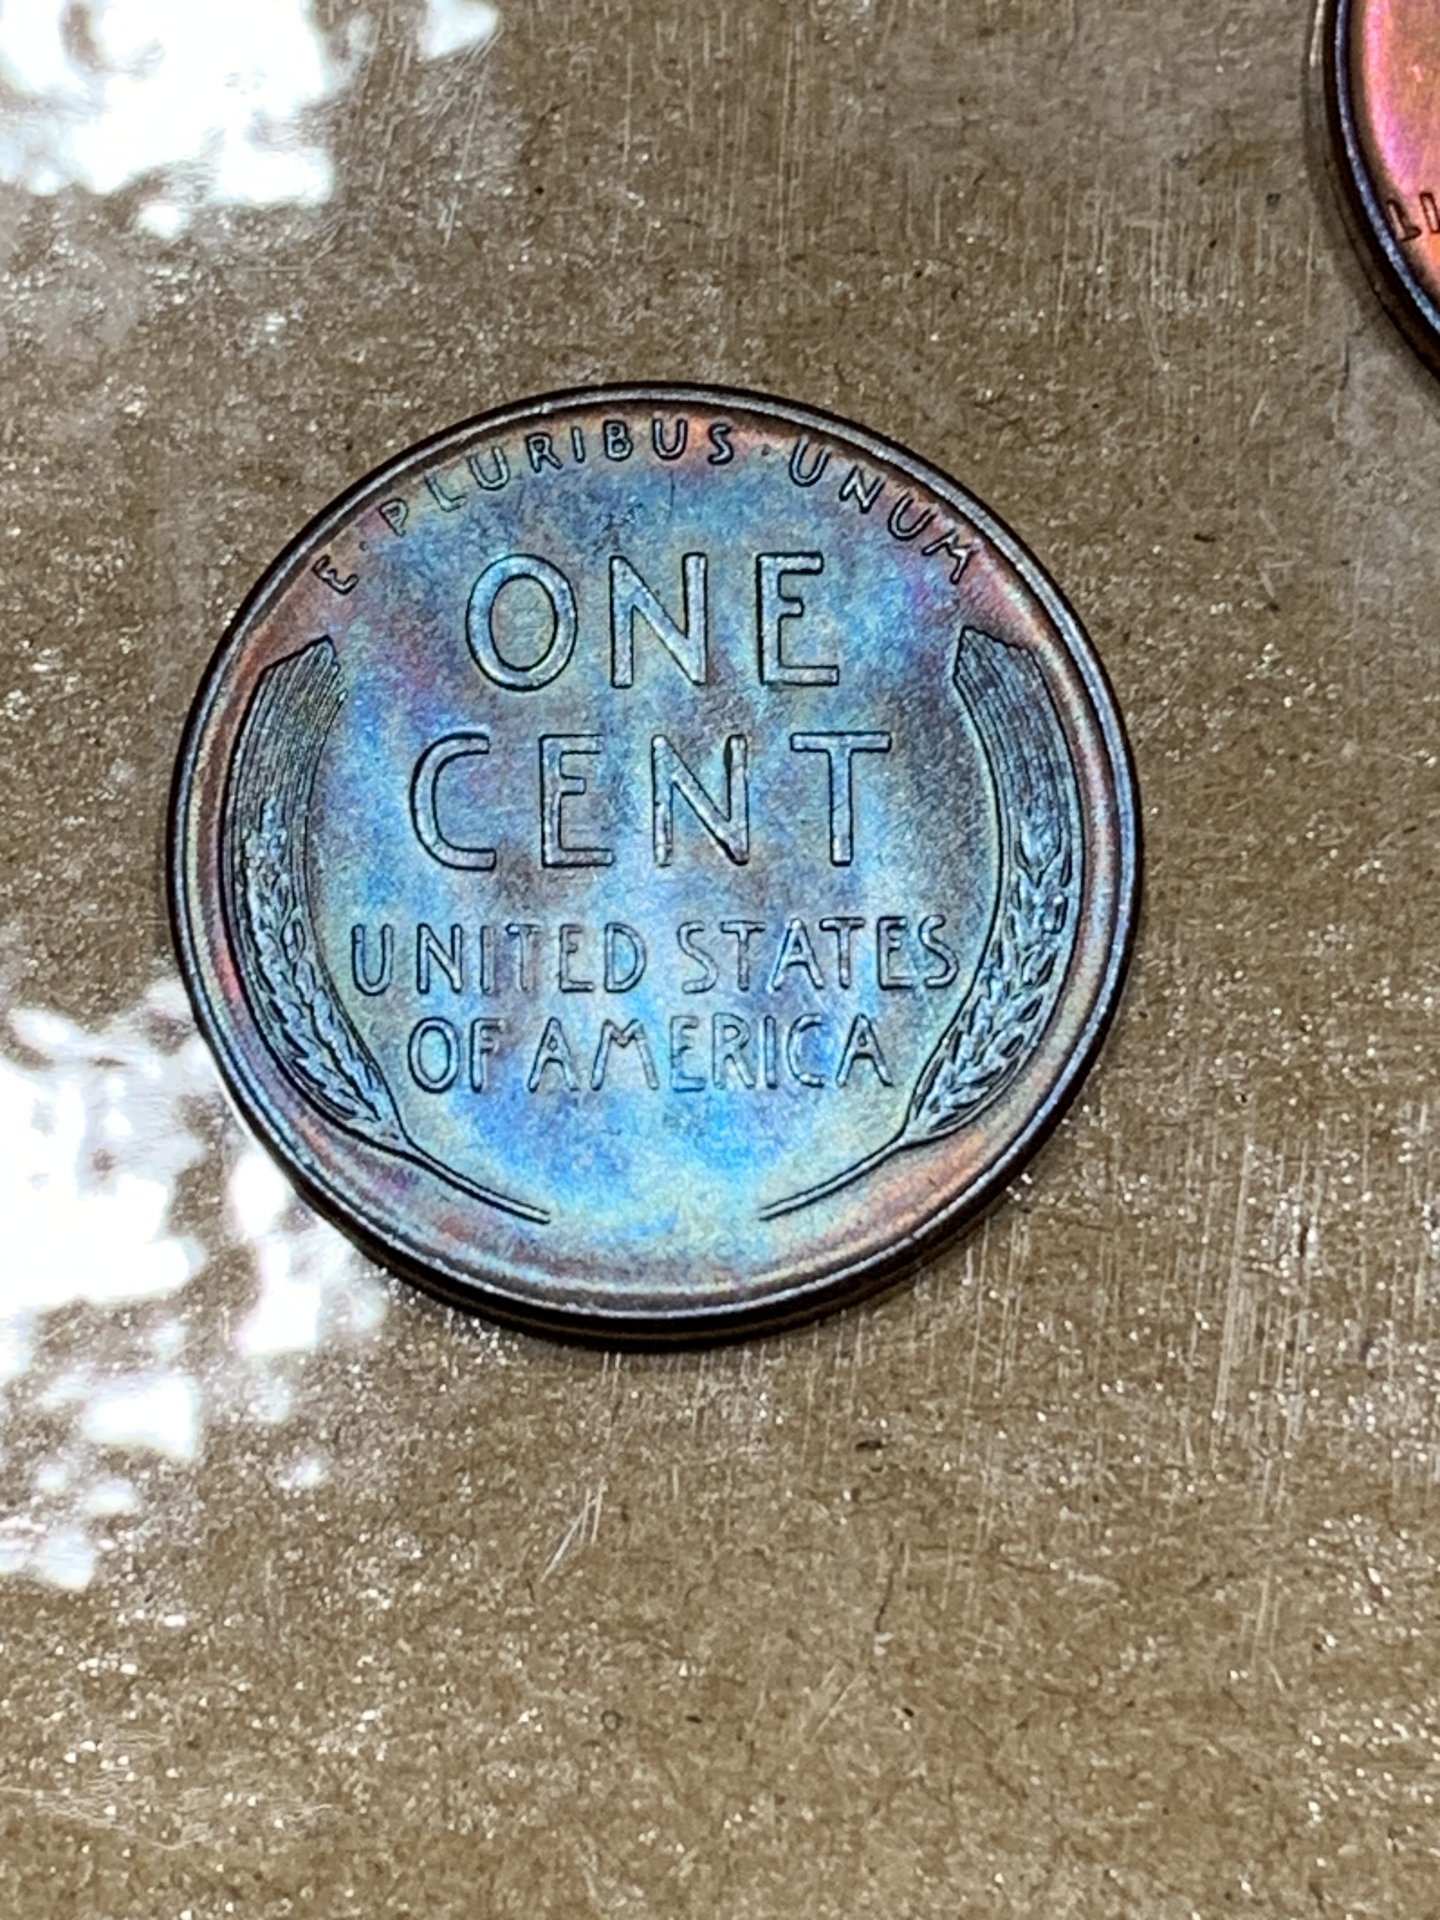 E · PLURIBUS · UNUM
ONE
CENT
UNITED STATES
OF AMERICA